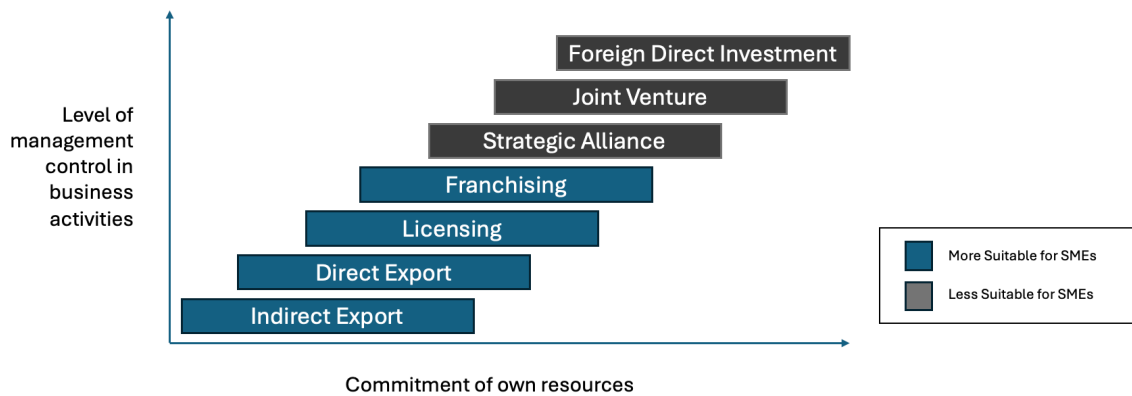 Foreign Direct Investment
Joint Venture
Strategic Alliance
Franchising
Licensing
Direct Export
Indirect Export
Level of
management
control in
business
activities
Commitment of own resources
More Suitable for SMEs
Less Suitable for SMEs